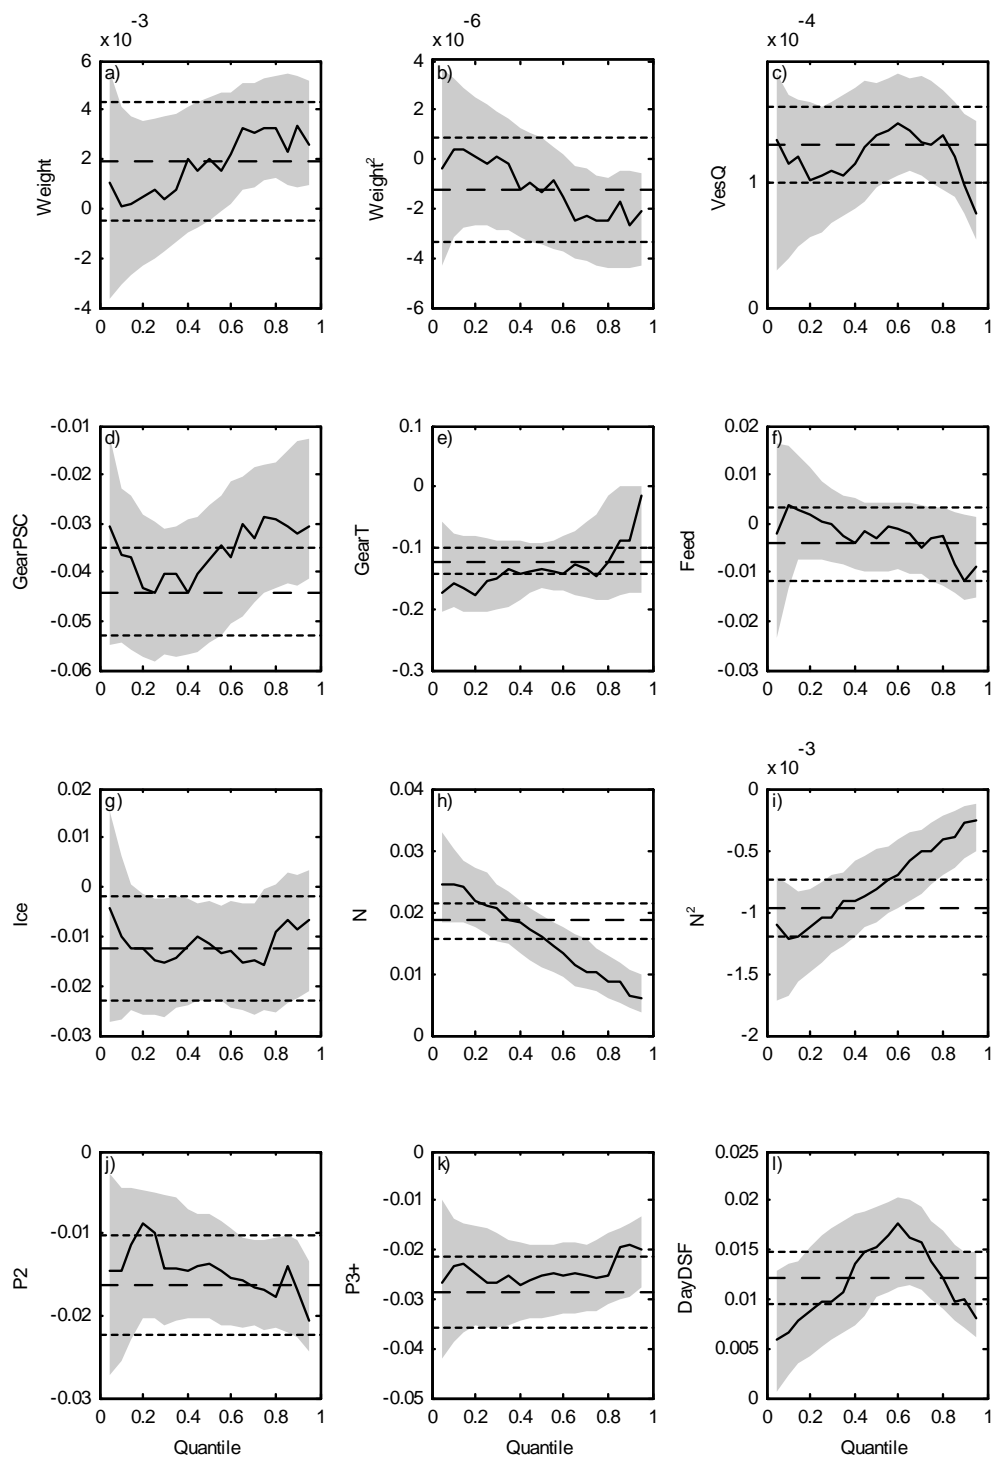 x 10 -3
x 10 -6
x 10 -4
a)
b)
c)
Weight
6
4
2
0
-2
-4
0 0.2 0.4 0.6 0.8 1
Weight2
4
2
0
-2
-4
-6
0 0.2 0.4 0.6 0.8 1
VesQ
1
0
0 0.2 0.4 0.6 0.8 1
d)
e)
f)
GearPSC
-0.01
-0.02
-0.03
-0.04
-0.05
-0.06
0 0.2 0.4 0.6 0.8 1
GearT
0.1
0
-0.1
-0.2
-0.3
0 0.2 0.4 0.6 0.8 1
Feed
0.02
0.01
0
-0.01
-0.02
-0.03
0 0.2 0.4 0.6 0.8 1
x 10 -3
g)
h)
i)
Ice
0.02
0.01
0
-0.01
-0.02
-0.03
0 0.2 0.4 0.6 0.8 1
N
0.04
0.03
0.02
0.01
0
0 0.2 0.4 0.6 0.8 1
N2
0
-0.5
-1
-1.5
-2
0 0.2 0.4 0.6 0.8 1
j)
k)
l)
P2
0
-0.01
-0.02
-0.03
0 0.2 0.4 0.6 0.8 1
Quantile
P3+
0
-0.01
-0.02
-0.03
-0.04
-0.05
0 0.2 0.4 0.6 0.8 1
Quantile
DayDSF
0.025
0.02
0.015
0.01
0.005
0
0 0.2 0.4 0.6 0.8 1
Quantile